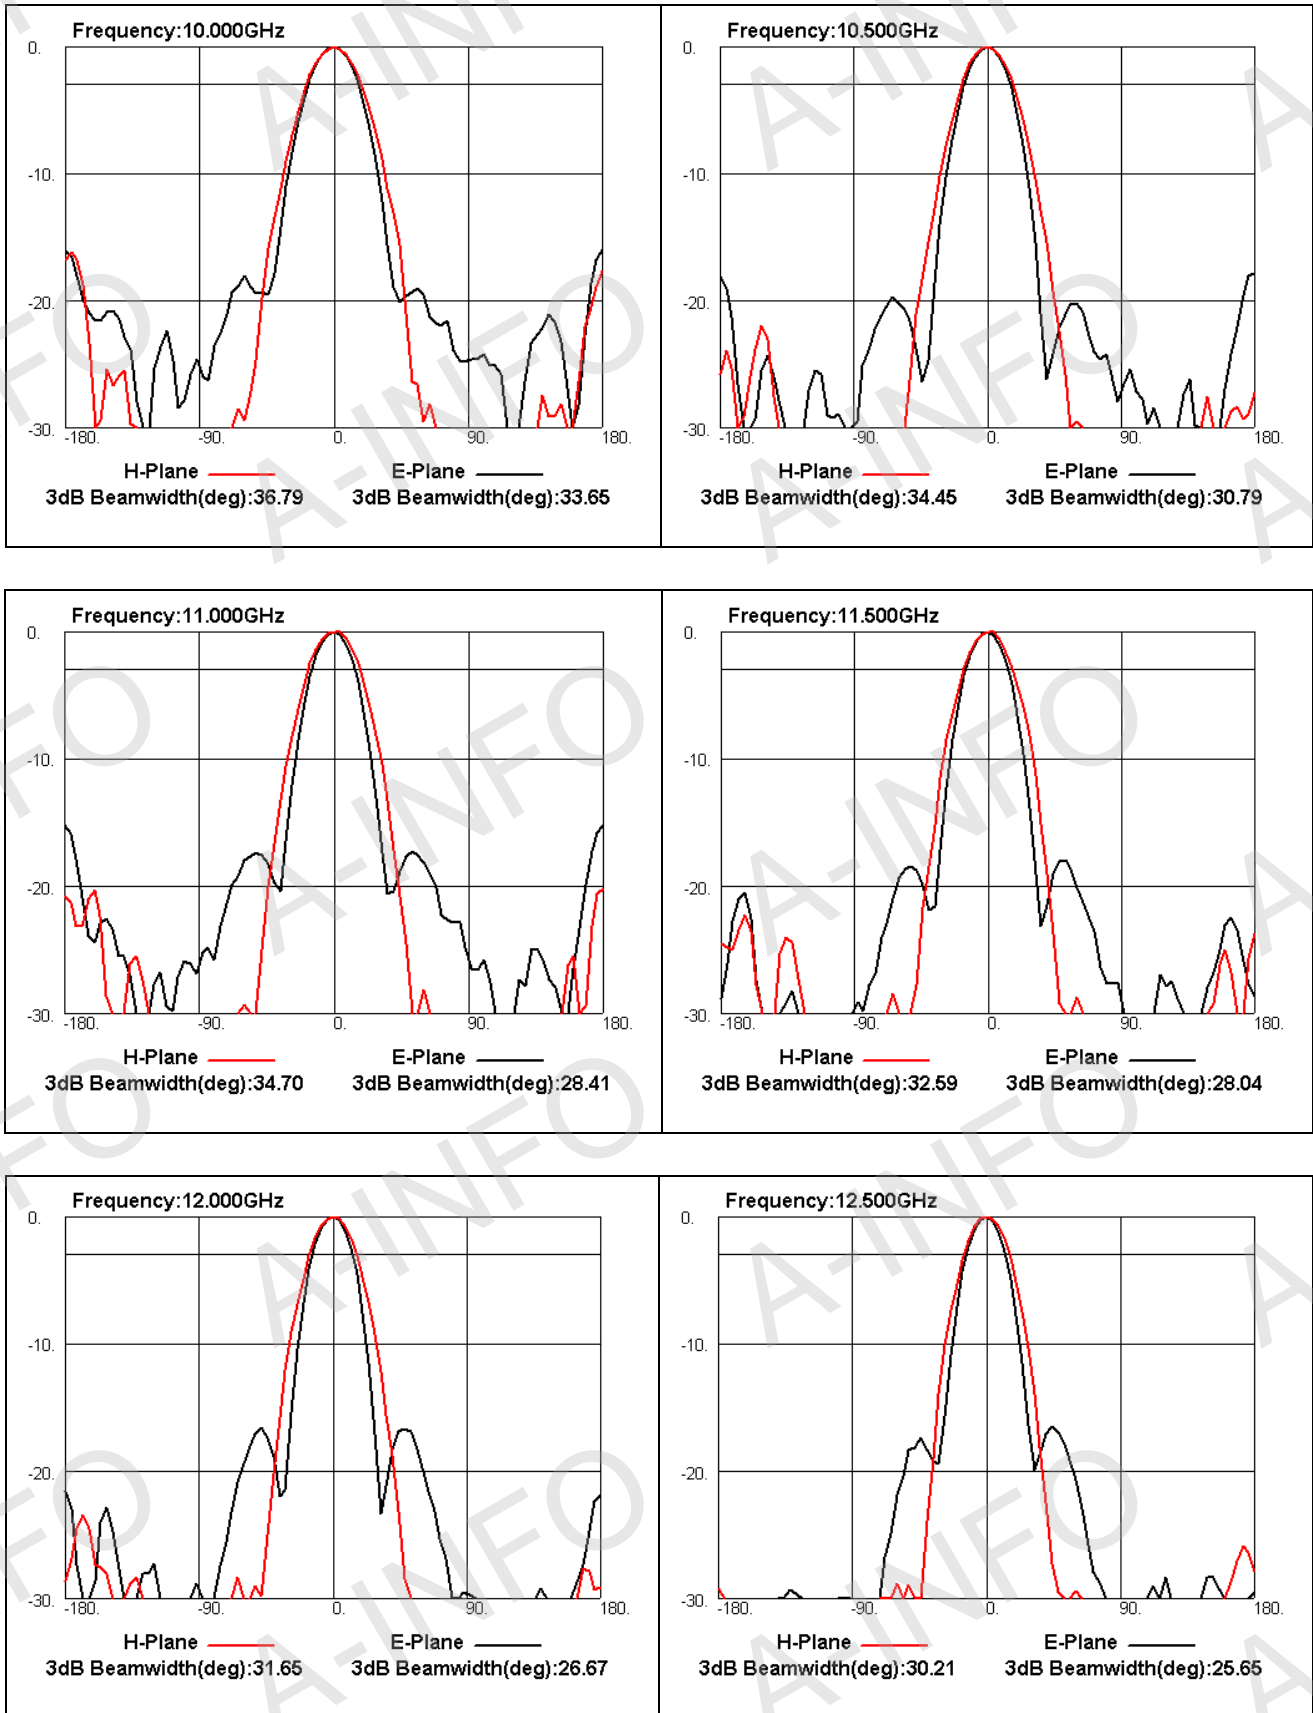 Frequency:10.000GHz
0.
-10.
-20.
-30.
-180.
-90.
0.
90.
180.
H-Plane
E-Plane
3dB Beamwidth(deg):36.79
3dB Beamwidth(deg):33.65
Frequency:10.500GHz
0.
-10.
-20.
-30.
-180.
-90.
0.
90.
180.
H-Plane
E-Plane
3dB Beamwidth(deg):34.45
3dB Beamwidth(deg):30.79
Frequency:11.000GHz
0.
-10.
-20.
-30.
-180.
-90.
0.
90.
180.
H-Plane
E-Plane
3dB Beamwidth(deg):34.70
3dB Beamwidth(deg):28.41
Frequency:11.500GHz
0.
-10.
-20.
-30.
-180.
-90.
0.
90.
180.
H-Plane
E-Plane
3dB Beamwidth(deg):32.59
3dB Beamwidth(deg):28.04
Frequency:12.000GHz
0.
-10.
-20.
-30.
-180.
-90.
0.
90.
180.
H-Plane
E-Plane
3dB Beamwidth(deg):31.65
3dB Beamwidth(deg):26.67
Frequency:12.500GHz
0.
-10.
-20.
-30.
-180.
-90.
0.
90.
180.
H-Plane
E-Plane
3dB Beamwidth(deg):30.21
3dB Beamwidth(deg):25.65
A-INFO
A-INFO
A-INFO
A-INFO
A-INFO
A-INFO
A-INFO
A-INFO